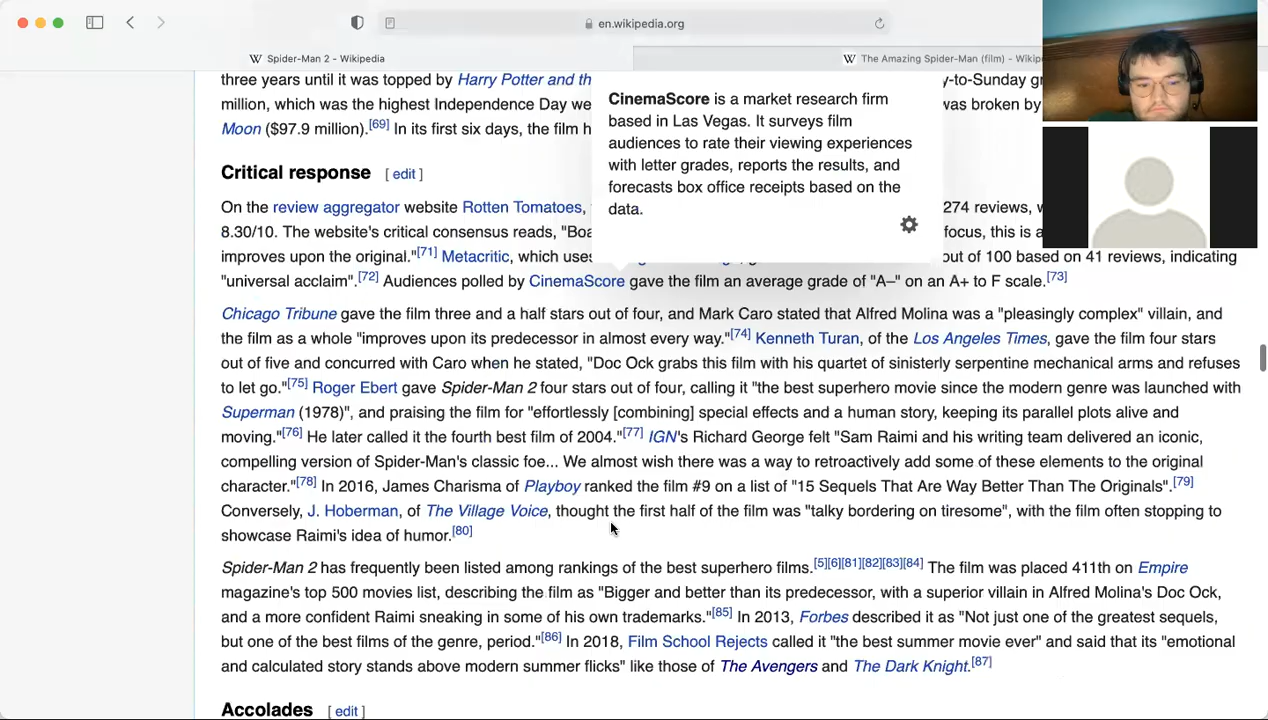 en.wikipedia.org
Spider-Man 2 - Wikipedia
The Amazing Spider-Man (film) - Wikip
three years until it was topped by Harry Potter and th
-to-Sunday gr
million, which was the highest Independence Day we
was broken by
Moon ($97.9 million).[69] In its first six days, the film h
CinemaScore is a market research firm
based in Las Vegas. It surveys film
audiences to rate their viewing experiences
with letter grades, reports the results, and
forecasts box office receipts based on the
data.
Critical response [ edit ]
On the review aggregator website Rotten Tomatoes,
274 reviews, w
8.30/10. The website's critical consensus reads, "Boa
focus, this is a
improves upon the original."[71] Metacritic, which uses
out of 100 based on 41 reviews, indicating
"universal acclaim".[72] Audiences polled by CinemaScore gave the film an average grade of "A–" on an A+ to F scale.[73]
Chicago Tribune gave the film three and a half stars out of four, and Mark Caro stated that Alfred Molina was a "pleasingly complex" villain, and
the film as a whole "improves upon its predecessor in almost every way."[74] Kenneth Turan, of the Los Angeles Times, gave the film four stars
out of five and concurred with Caro when he stated, "Doc Ock grabs this film with his quartet of sinisterly serpentine mechanical arms and refuses
to let go."[75] Roger Ebert gave Spider-Man 2 four stars out of four, calling it "the best superhero movie since the modern genre was launched with
Superman (1978)", and praising the film for "effortlessly [combining] special effects and a human story, keeping its parallel plots alive and
moving."[76] He later called it the fourth best film of 2004."[77] IGN's Richard George felt "Sam Raimi and his writing team delivered an iconic,
compelling version of Spider-Man's classic foe... We almost wish there was a way to retroactively add some of these elements to the original
character."[78] In 2016, James Charisma of Playboy ranked the film #9 on a list of "15 Sequels That Are Way Better Than The Originals".[79]
Conversely, J. Hoberman, of The Village Voice, thought the first half of the film was "talky bordering on tiresome", with the film often stopping to
showcase Raimi's idea of humor.[80]
Spider-Man 2 has frequently been listed among rankings of the best superhero films.[5][6][81][82][83][84] The film was placed 411th on Empire
magazine's top 500 movies list, describing the film as "Bigger and better than its predecessor, with a superior villain in Alfred Molina's Doc Ock,
and a more confident Raimi sneaking in some of his own trademarks."[85] In 2013, Forbes described it as "Not just one of the greatest sequels,
but one of the best films of the genre, period."[86] In 2018, Film School Rejects called it "the best summer movie ever" and said that its "emotional
and calculated story stands above modern summer flicks" like those of The Avengers and The Dark Knight.[87]
Accolades [ edit ]